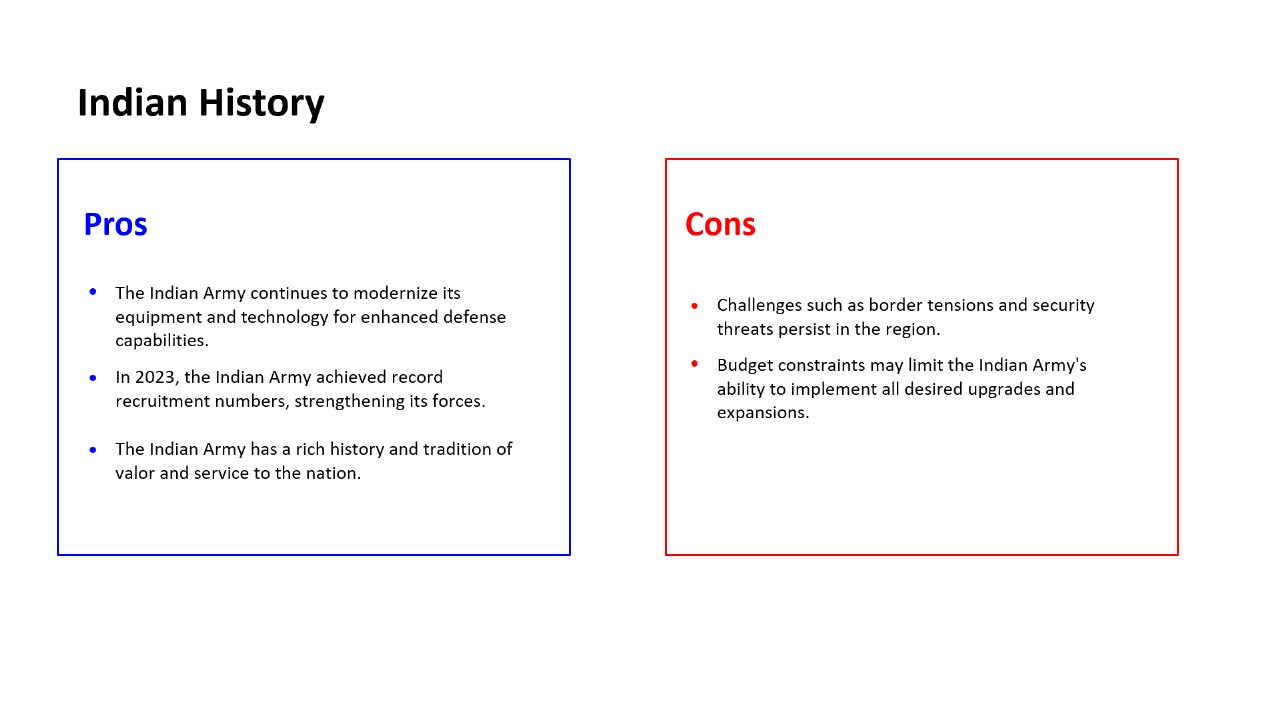 Indian History
Pros
The Indian Army continues to modernize its
equipment and technology for enhanced defense
capabilities.
In 2023, the Indian Army achieved record
recruitment numbers, strengthening its forces.
The Indian Army has a rich history and tradition of
valor and service to the nation.
Cons
Challenges such as border tensions and security
threats persist in the region.
Budget constraints may limit the Indian Army's
ability to implement all desired upgrades and
expansions.